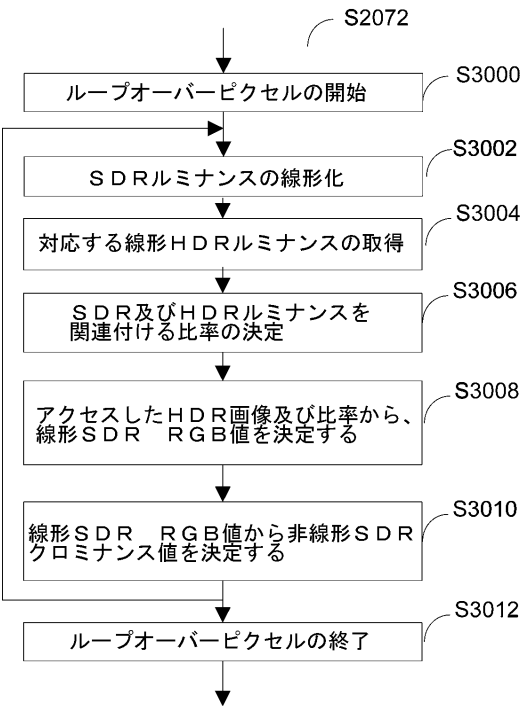 S2072
ループオーバーピクセルの開始
S3000
SDRルミナンスの線形化
S3002
対応する線形HDRルミナンスの取得
S3004
SDR及びHDRルミナンスを
関連付ける比率の決定
S3006
アクセスしたHDR画像及び比率から、
線形SDR　RGB値を決定する
S3008
線形SDR　RGB値から非線形SDR
クロミナンス値を決定する
S3010
ループオーバーピクセルの終了
S3012